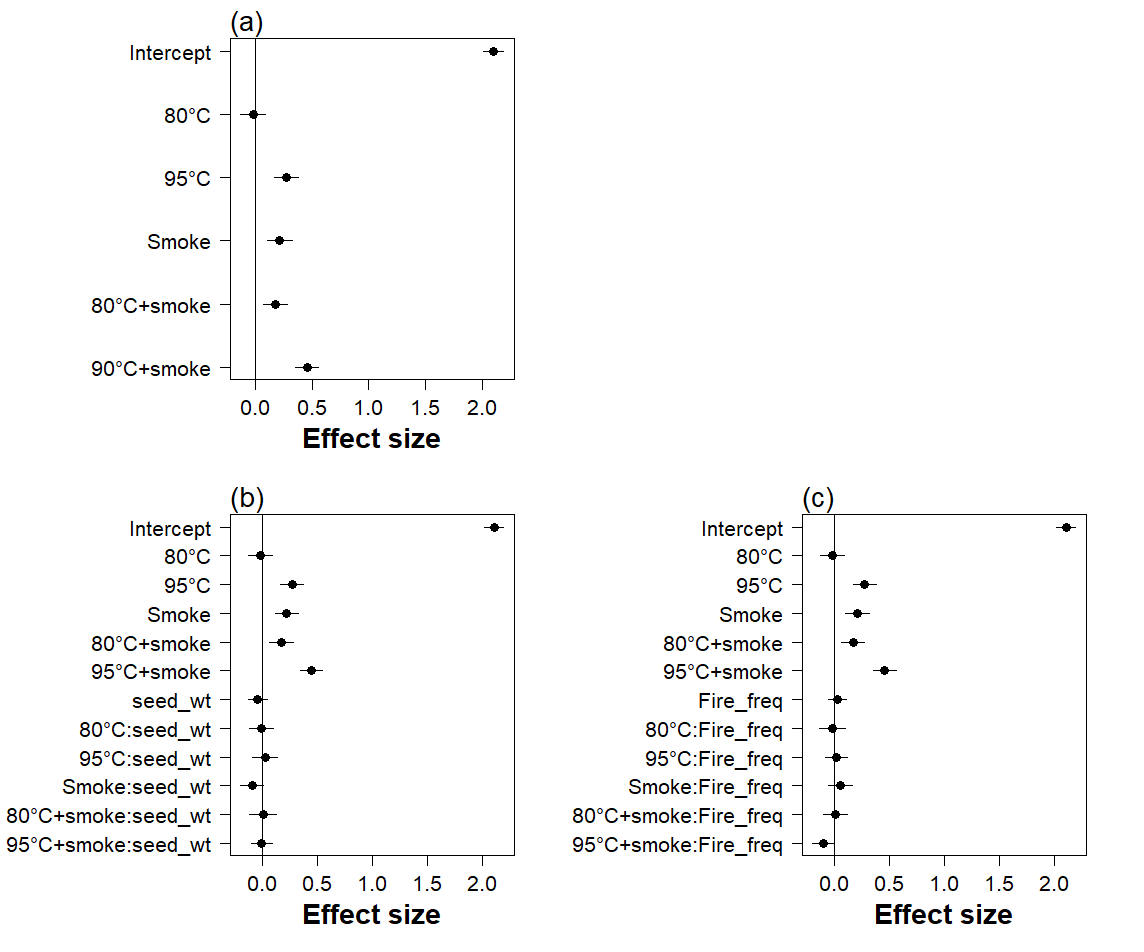 (a)
Intercept
80°C
95°C
Smoke
80°C+smoke
90°C+smoke
0.0 0.5 1.0 1.5 2.0
Effect size
(b)
Intercept
80°C
95°C
Smoke
80°C+smoke
95°C+smoke
seed_wt
80°C:seed_wt
95°C:seed_wt
Smoke:seed_wt
80°C+smoke:seed_wt
95°C+smoke:seed_wt
0.0 0.5 1.0 1.5 2.0
Effect size
(c)
Intercept
80°C
95°C
Smoke
80°C+smoke
95°C+smoke
Fire_freq
80°C:Fire_freq
95°C:Fire_freq
Smoke:Fire_freq
80°C+smoke:Fire_freq
95°C+smoke:Fire_freq
0.0 0.5 1.0 1.5 2.0
Effect size